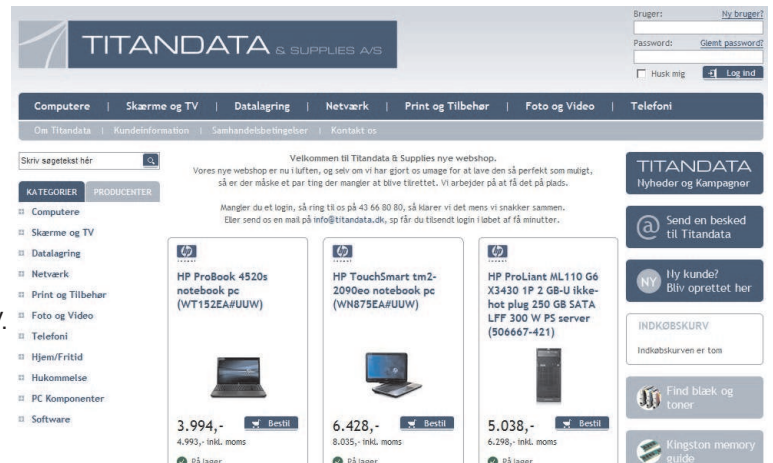 TITANDATA & SUPPLIES A/S
Bruger: Ny bruger?
Password: Glemt password?
Husk mig Log ind
Computere | Skærme og TV | Datalagring | Netværk | Print og Tilbehør | Foto og Video | Telefoni
Om Titandata | Kundeinformation | Samhandelsbetingelser | Kontakt os
Skriv søgetekst hér
KATEGORIER PRODUCENTER
Computere
Skærme og TV
Datalagring
Netværk
Print og Tilbehør
Foto og Video
Telefoni
Hjem/Fritid
Hukommelse
PC Komponenter
Software
Velkommen til Titandata & Supplies nye webshop.
Vores nye webshop er nu i luften, og selv om vi har gjort os umage for at lave den så perfekt som muligt,
så er der måske et par ting der mangler at blive tilrettet. Vi arbejder på at få det på plads.
Mangler du et login, så ring til os på 43 66 80 80, så klarer vi det mens vi snakker sammen.
Eller send os en mail på info@titandata.dk, sp får du tilsendt login i løbet af få minutter.
hp
invent
HP ProBook 4520s
notebook pc
(WT152EA#UUW)
3.994,- Bestil
4.993,- inkl. moms
På lager
hp
invent
HP TouchSmart tm2-
2090eo notebook pc
(WN875EA#UUW)
6.428,- Bestil
8.035,- inkl. moms
På lager
hp
invent
HP ProLiant ML110 G6
X3430 1P 2 GB-U ikke-
hot plug 250 GB SATA
LFF 300 W PS server
(506667-421)
5.038,- Bestil
6.298,- inkl. moms
På lager
TITANDATA
Nyheder og Kampagner
@ Send en besked
til Titandata
NY Ny kunde?
Bliv oprettet her
INDKØBSKURV
Indkøbskurven er tom
Find blæk og
toner
Kingston memory
guide